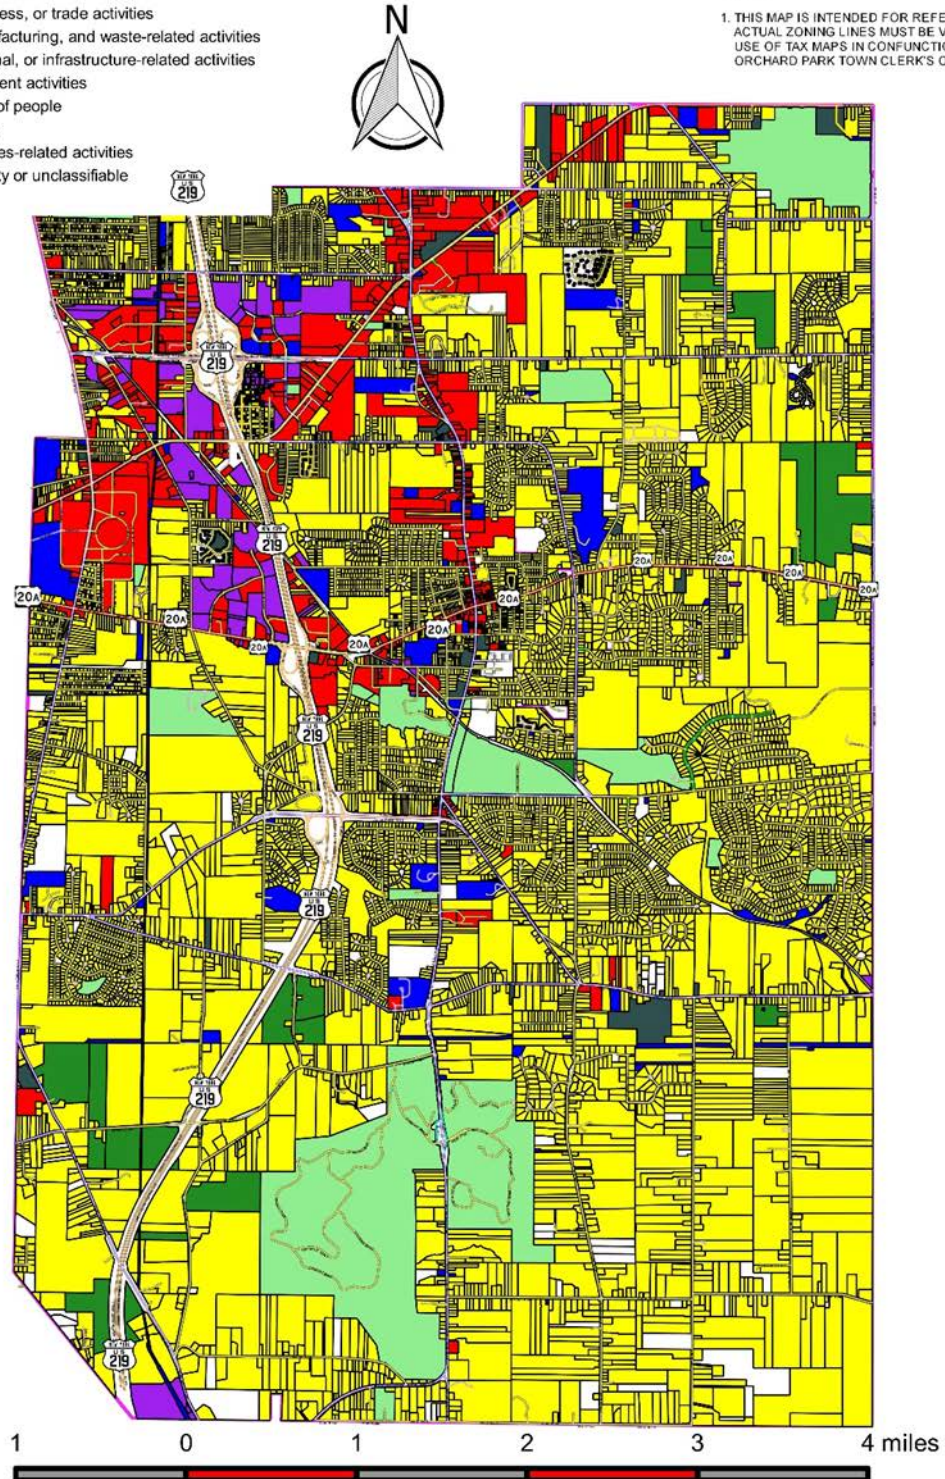 ess, or trade activities
facturing, and waste-related activities
nal, or infrastructure-related activities
ent activities
of people
es-related activities
ty or unclassifiable
N
1. THIS MAP IS INTENDED FOR REFE
ACTUAL ZONING LINES MUST BE V
USE OF TAX MAPS IN CONFUNCTIO
ORCHARD PARK TOWN CLERK'S O
219
219
219
20A
20A
20A
20A
20A
20A
20A
20A
20A
20A
219
219
219
219
1 0 1 2 3 4 miles